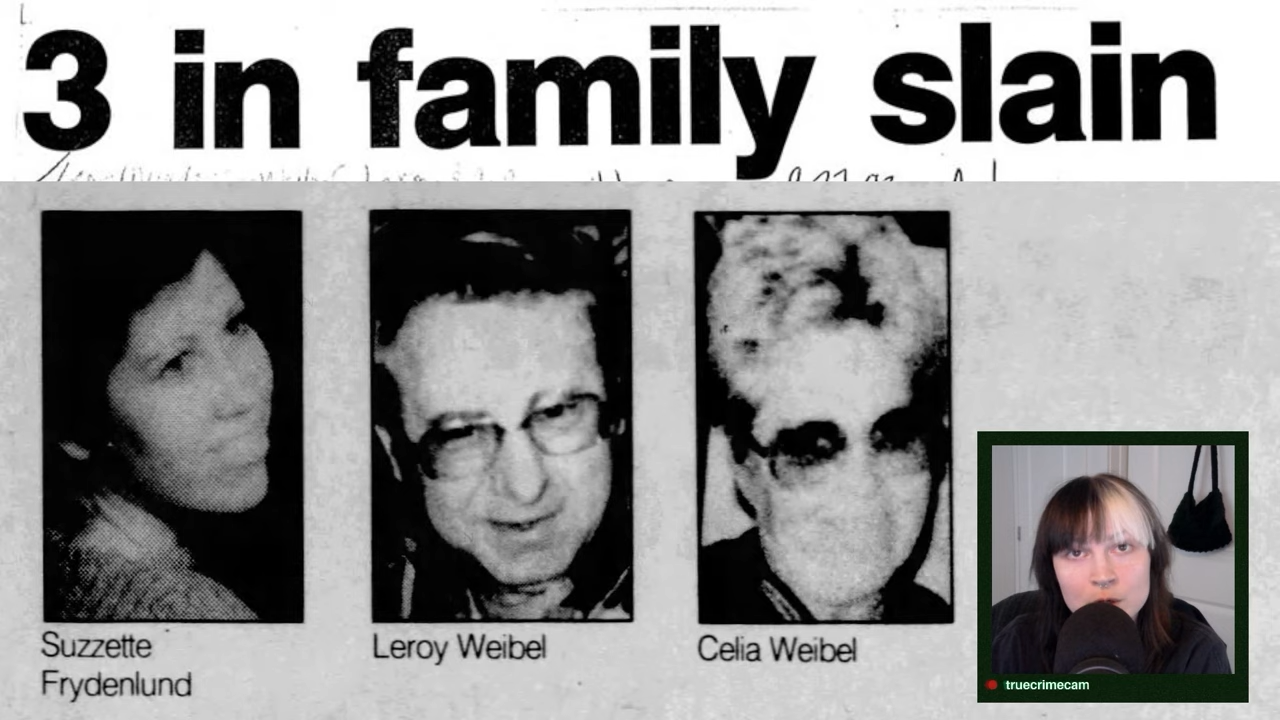 3 in family slain
Suzzette
Frydenlund
Leroy Weibel
Celia Weibel
truecrimecam